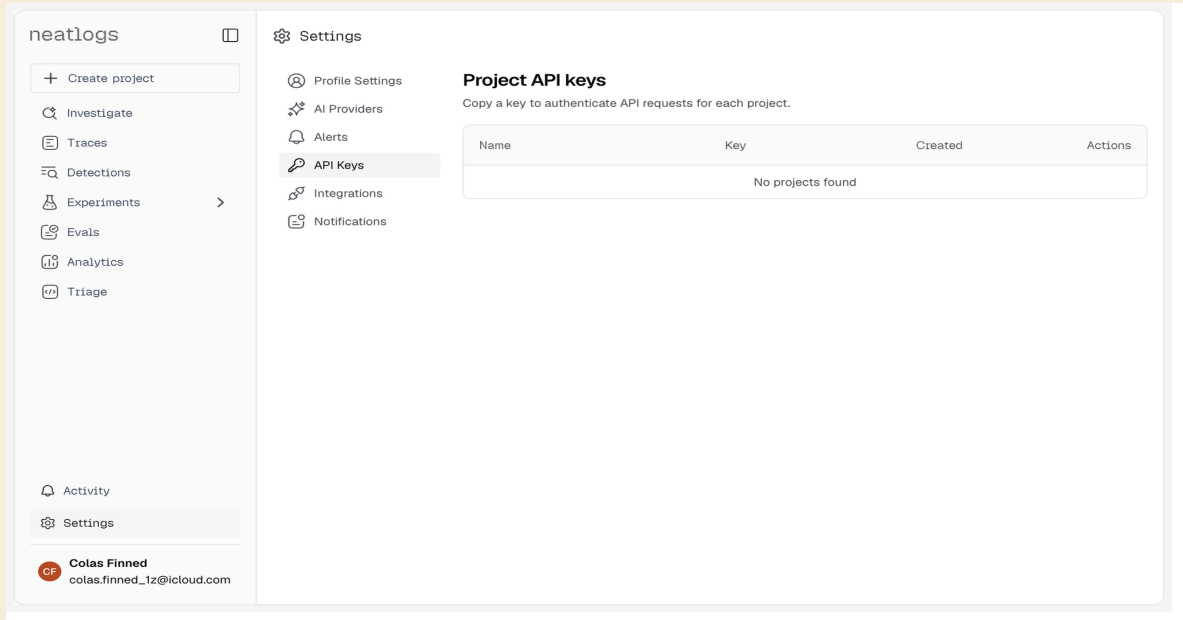 neatlogs
Create project
Investigate
Traces
Detections
Experiments
Evals
Analytics
Triage
Activity
Settings
CF
Colas Finned
colas.finned_1z@icloud.com
Settings
Profile Settings
AI Providers
Alerts
API Keys
Integrations
Notifications
Project API keys
Copy a key to authenticate API requests for each project.
Name Key Created Actions
No projects found